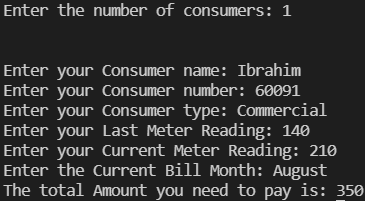 Enter the number of consumers: 1
Enter your Consumer name: Ibrahim
Enter your Consumer number: 60091
Enter your Consumer type: Commercial
Enter your Last Meter Reading: 140
Enter your Current Meter Reading: 210
Enter the Current Bill Month: August
The total Amount you need to pay is: 350